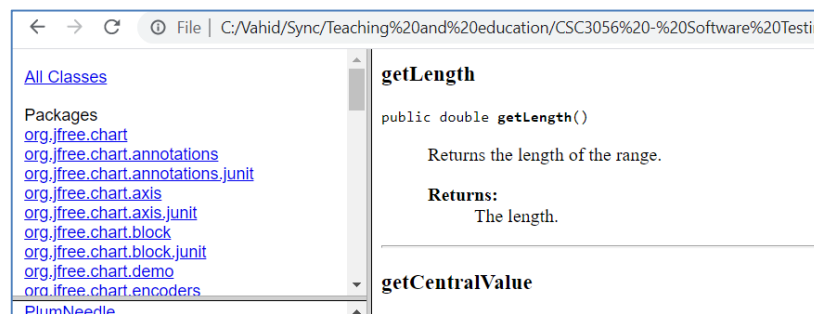 File | C:/Vahid/Sync/Teaching%20and%20education/CSC3056%20-%20Software%20Testi
All Classes
Packages
org.jfree.chart
org.jfree.chart.annotations
org.jfree.chart.annotations.junit
org.jfree.chart.axis
org.jfree.chart.axis.junit
org.jfree.chart.block
org.jfree.chart.block.junit
org.jfree.chart.demo
org.jfree.chart.encoders
PlumNeedle
getLength
public double getLength()
Returns the length of the range.
Returns:
The length.
getCentralValue